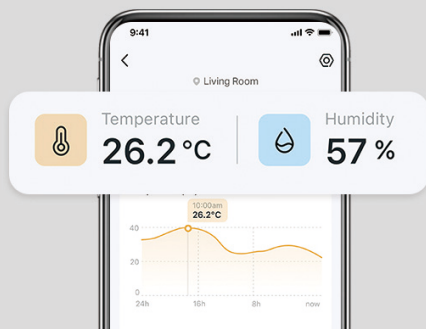 9:41
Living Room
Temperature
26.2 °C
Humidity
57 %
10:00am
26.2°C
40
20
0
24h
16h
8h
now